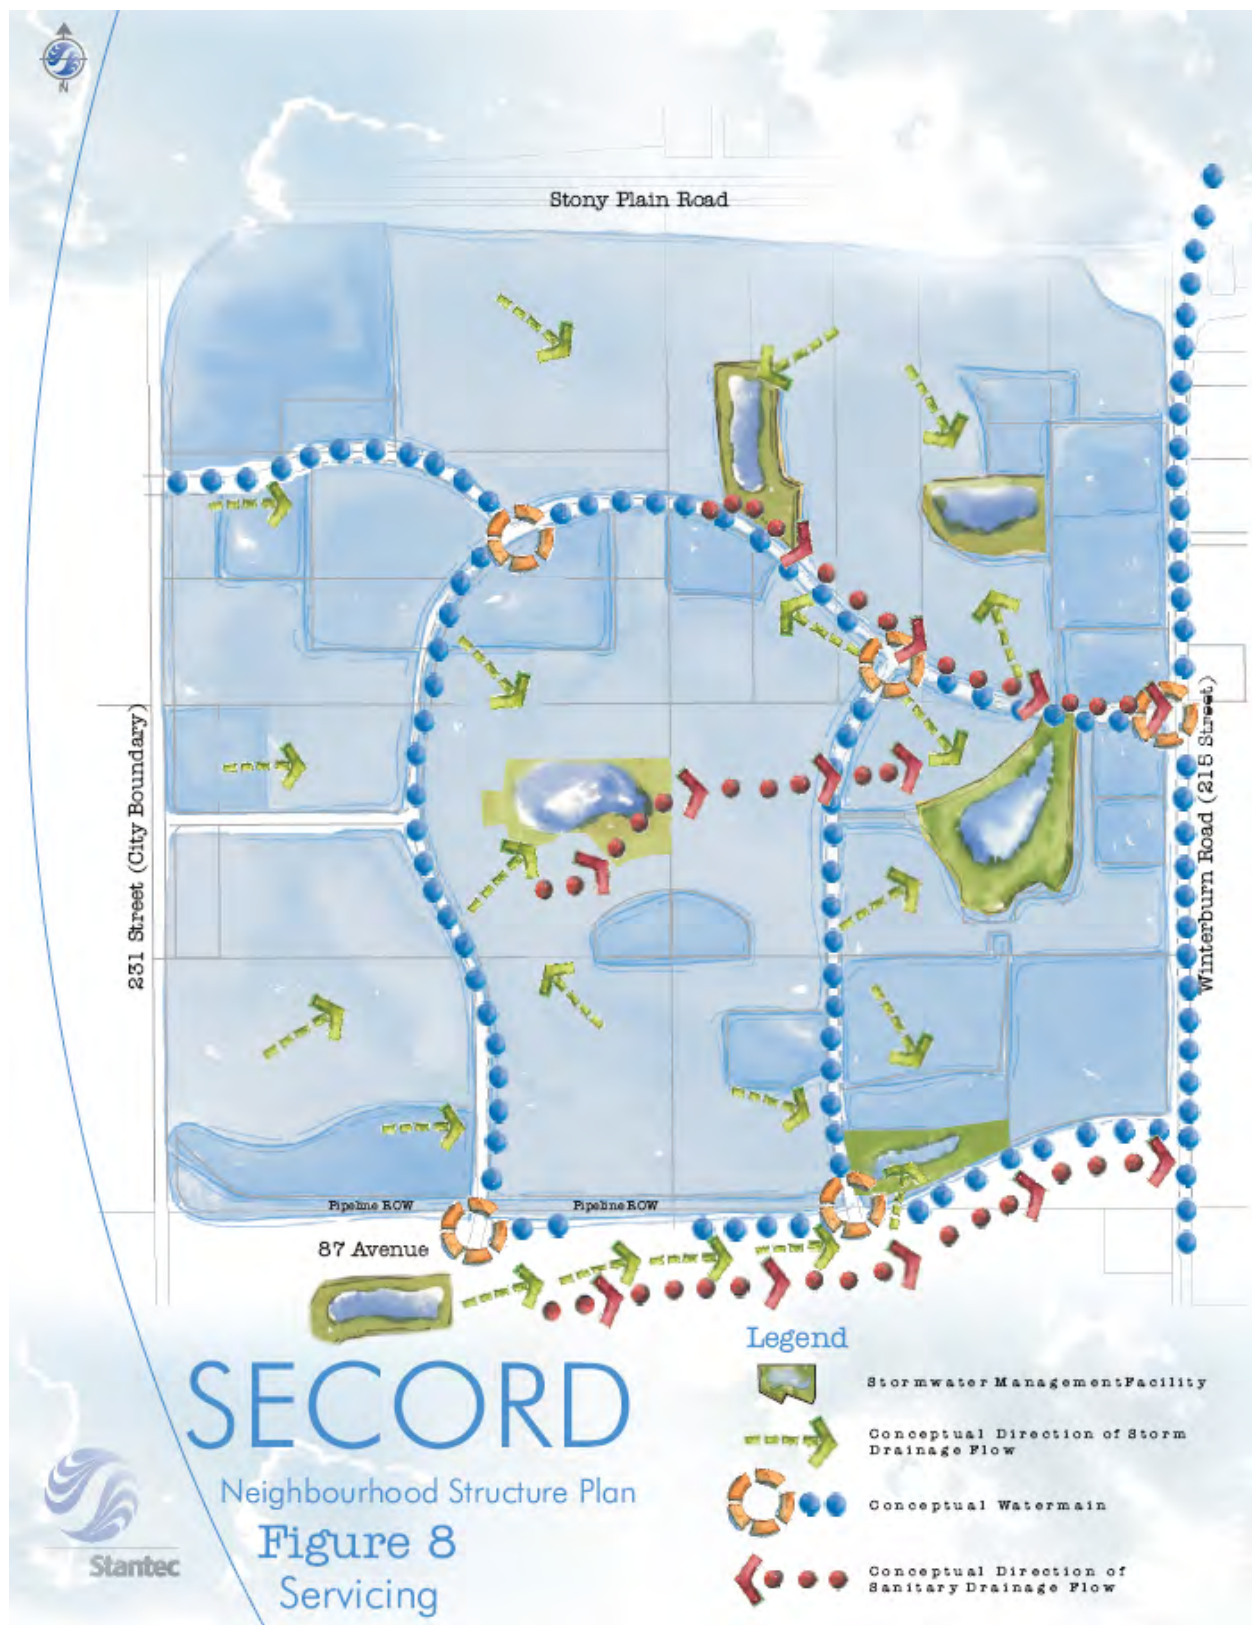 N
Stony Plain Road
231 Street (City Boundary)
Winterburn Road (215 Street)
Pipeline ROW
Pipeline ROW
87 Avenue
Legend
Stormwater Management Facility
Conceptual Direction of Storm
Drainage Flow
Conceptual Watermain
Conceptual Direction of
Sanitary Drainage Flow
SECORD
Neighbourhood Structure Plan
Figure 8
Servicing
Stantec